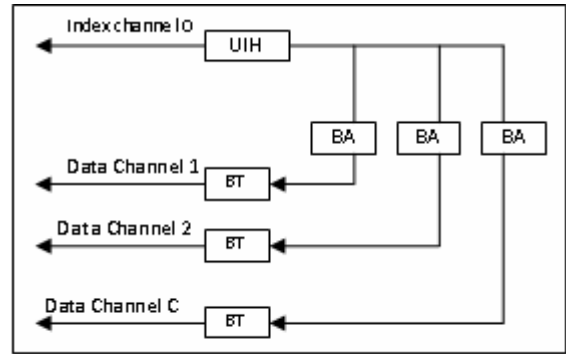 Index channel 0
UIH
BA BA BA
Data Channel 1
BT
Data Channel 2
BT
Data Channel C
BT